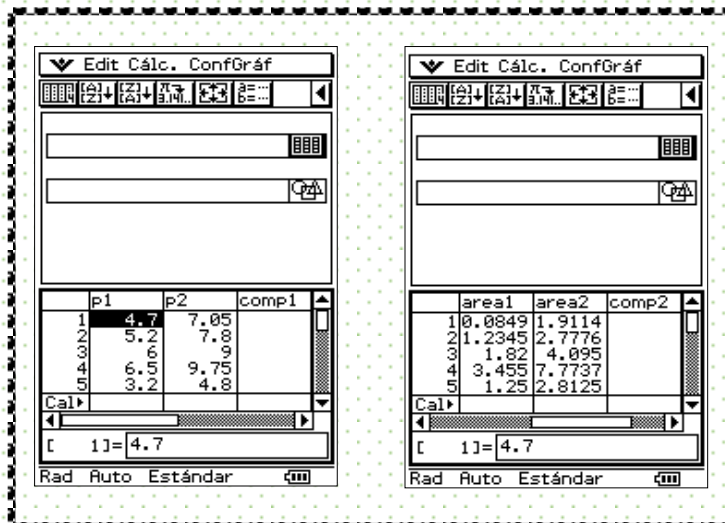 Edit Cálc. ConfGráf
p1 p2 comp1
1 4.7 7.05
2 5.2 7.8
3 6 9
4 6.5 9.75
5 3.2 4.8
Cal
[ 1]= 4.7
Rad Auto Estándar
Edit Cálc. ConfGráf
area1 area2 comp2
1 0.0849 1.9114
2 1.2345 2.7776
3 1.82 4.095
4 3.455 7.7737
5 1.25 2.8125
Cal
[ 1]= 4.7
Rad Auto Estándar